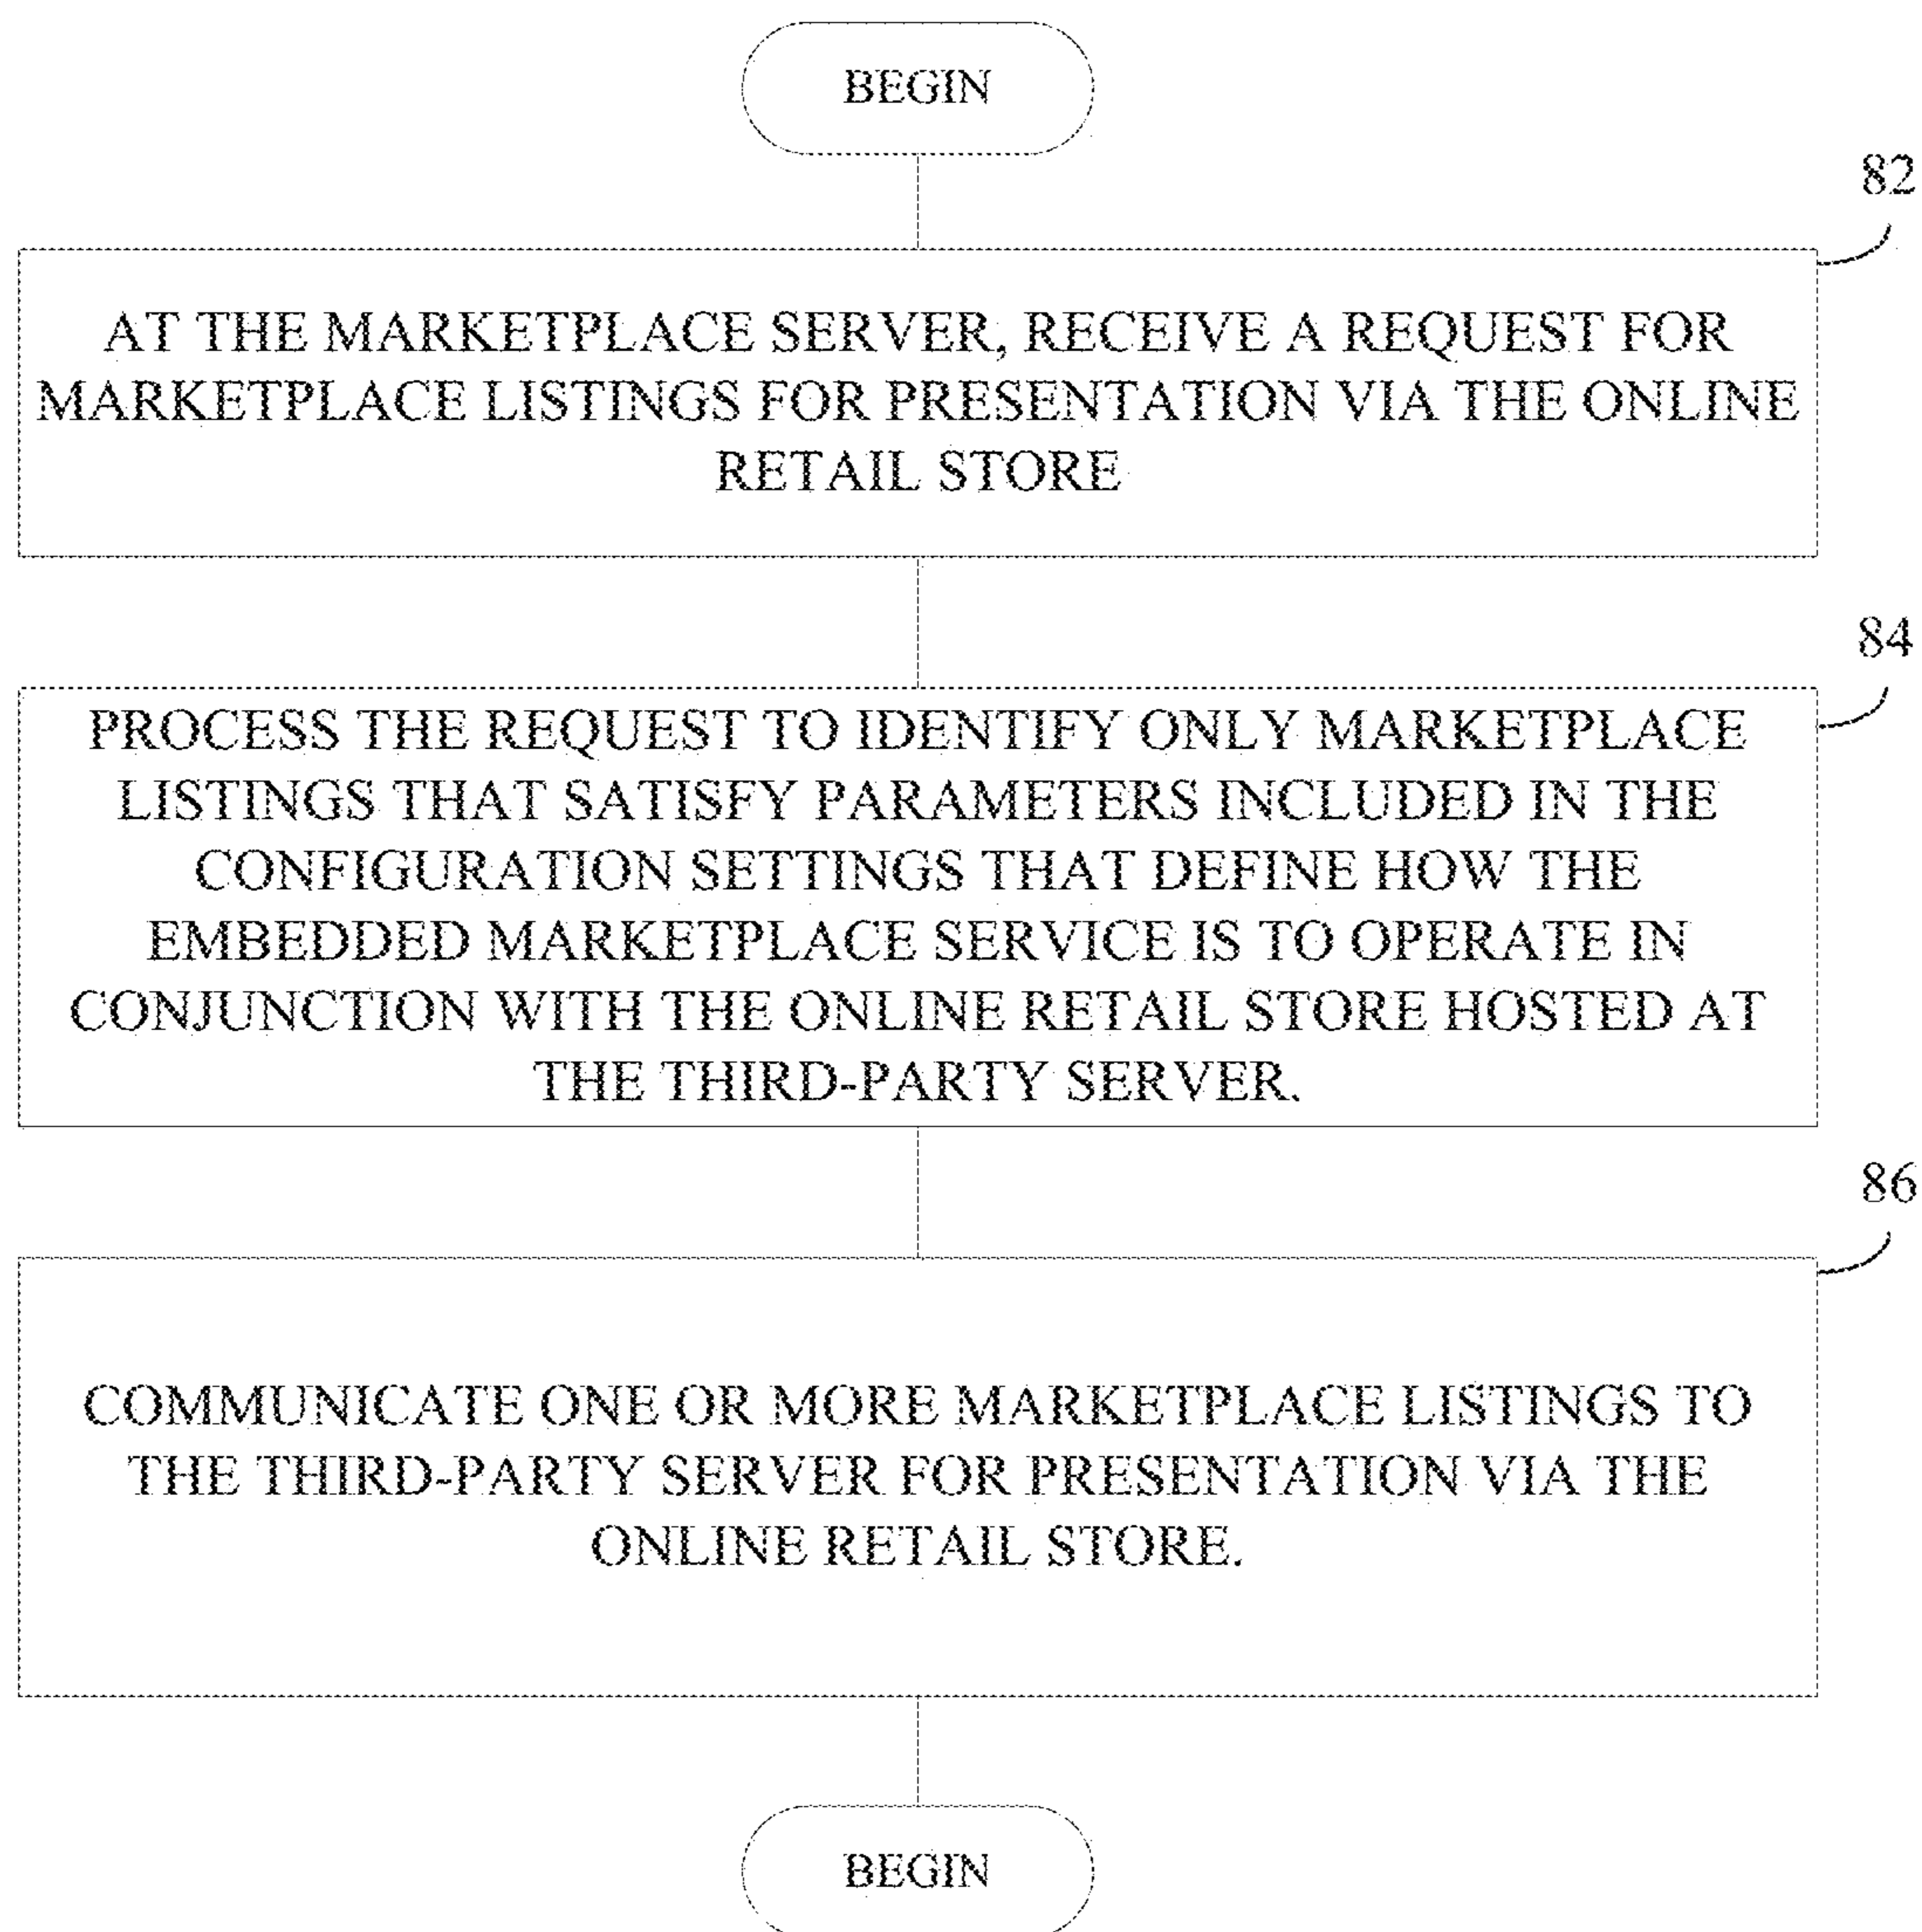 BEGIN
82
AT THE MARKETPLACE SERVER, RECEIVE A REQUEST FOR
MARKETPLACE LISTINGS FOR PRESENTATION VIA THE ONLINE
RETAIL STORE
84
PROCESS THE REQUEST TO IDENTIFY ONLY MARKETPLACE
LISTINGS THAT SATISFY PARAMETERS INCLUDED IN THE
CONFIGURATION SETTINGS THAT DEFINE HOW THE
EMBEDDED MARKETPLACE SERVICE IS TO OPERATE IN
CONJUNCTION WITH THE ONLINE RETAIL STORE HOSTED AT
THE THIRD-PARTY SERVER.
86
COMMUNICATE ONE OR MORE MARKETPLACE LISTINGS TO
THE THIRD-PARTY SERVER FOR PRESENTATION VIA THE
ONLINE RETAIL STORE.
BEGIN